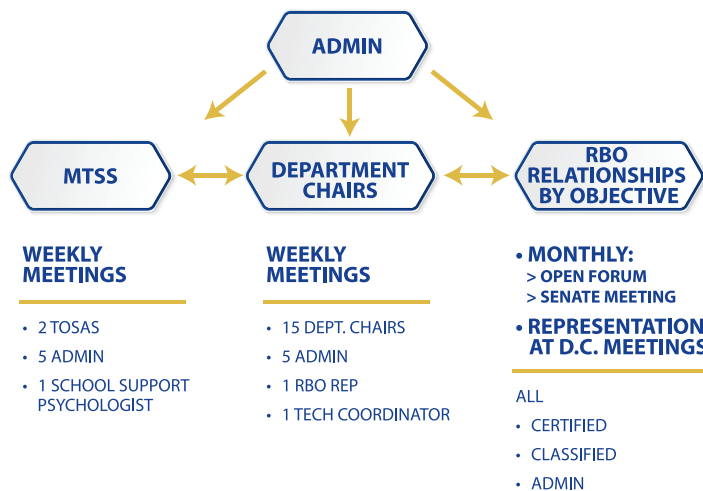 ADMIN
MTSS
DEPARTMENT
CHAIRS
RBO
RELATIONSHIPS
BY OBJECTIVE
WEEKLY
MEETINGS
• 2 TOSAS
• 5 ADMIN
• 1 SCHOOL SUPPORT
PSYCHOLOGIST
WEEKLY
MEETINGS
• 15 DEPT. CHAIRS
• 5 ADMIN
• 1 RBO REP
• 1 TECH COORDINATOR
• MONTHLY:
> OPEN FORUM
> SENATE MEETING
• REPRESENTATION
AT D.C. MEETINGS
ALL
• CERTIFIED
• CLASSIFIED
• ADMIN